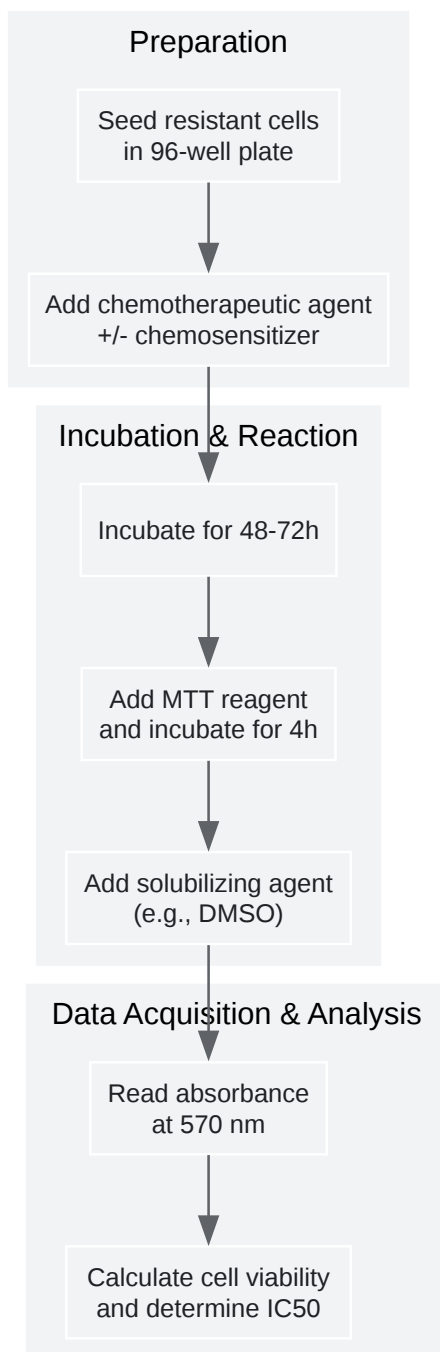 Preparation
Seed resistant cells
in 96-well plate
Add chemotherapeutic agent
+/- chemosensitizer
Incubation & Reaction
Incubate for 48-72h
Add MTT reagent
and incubate for 4h
Add solubilizing agent
(e.g., DMSO)
Data Acquisition & Analysis
Read absorbance
at 570 nm
Calculate cell viability
and determine IC50